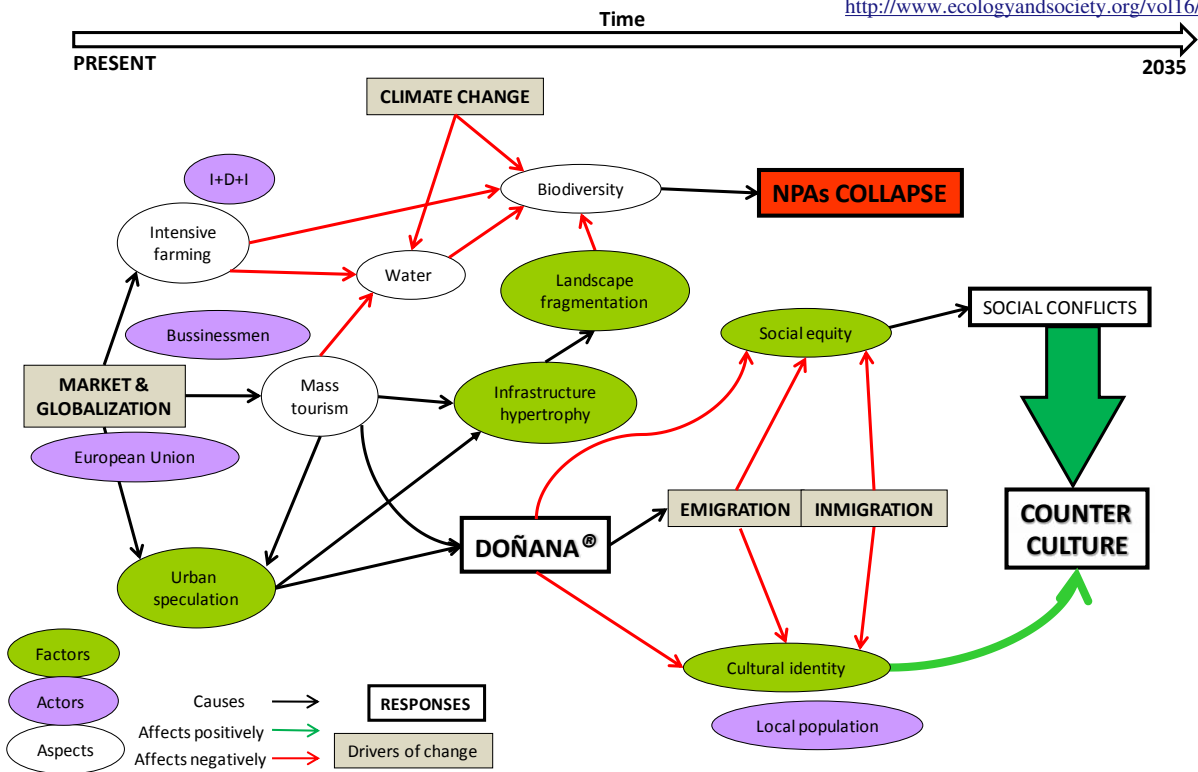 http://www.ecologyandsociety.org/vol16/
Time
PRESENT
2035
CLIMATE CHANGE
I+D+I
Biodiversity
NPAs COLLAPSE
Intensive
farming
Water
Landscape
fragmentation
SOCIAL CONFLICTS
Bussinessmen
Social equity
MARKET &
GLOBALIZATION
Mass
tourism
Infrastructure
hypertrophy
European Union
EMIGRATION
INMIGRATION
COUNTER
CULTURE
DOÑANA®
Urban
speculation
Factors
Cultural identity
Actors
Causes
RESPONSES
Local population
Affects positively
Aspects
Affects negatively
Drivers of change